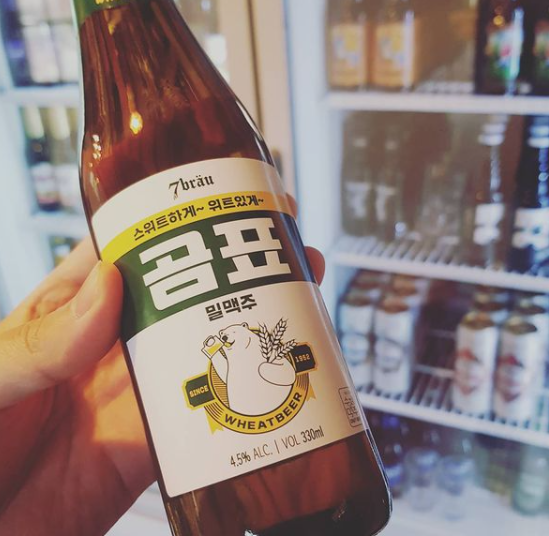 7bräu
스위트하게~ 위트있게~
곰표
밀맥주
SINCE 1952
WHEATBEER
4.5% ALC. | VOL 330ml